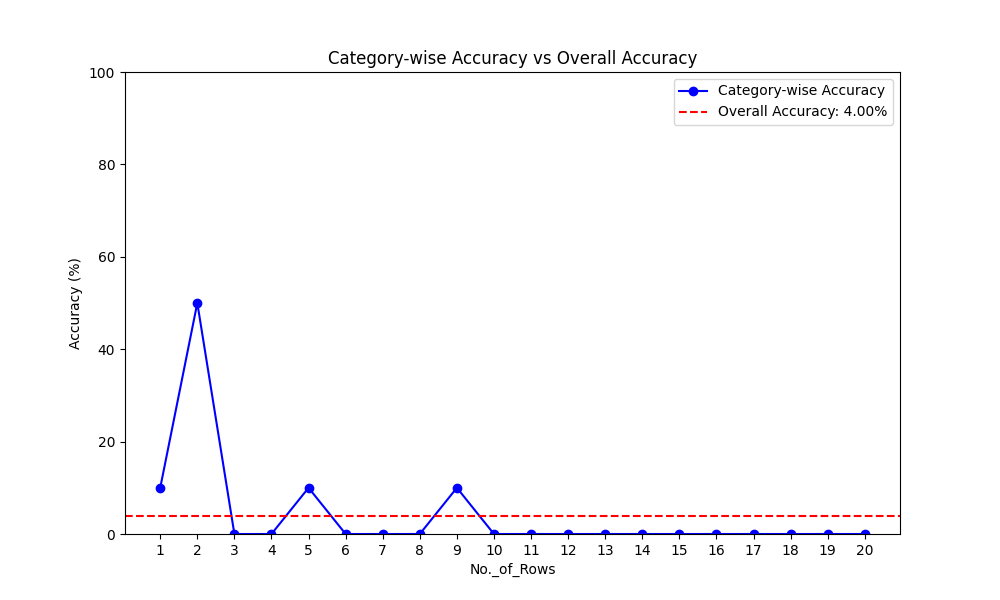 Category-wise Accuracy vs Overall Accuracy
100
80
60
40
20
0
Accuracy (%)
Category-wise Accuracy
Overall Accuracy: 4.00%
1 2 3 4 5 6 7 8 9 10 11 12 13 14 15 16 17 18 19 20
No._of_Rows